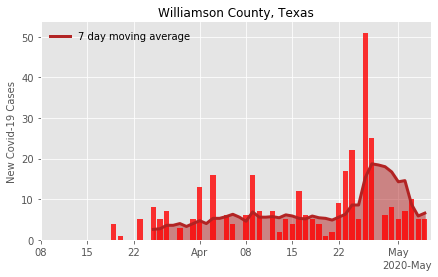 Williamson County, Texas
7 day moving average
New Covid-19 Cases
50
40
30
20
10
0
08 15 22 Apr 08 15 22 May
2020-May